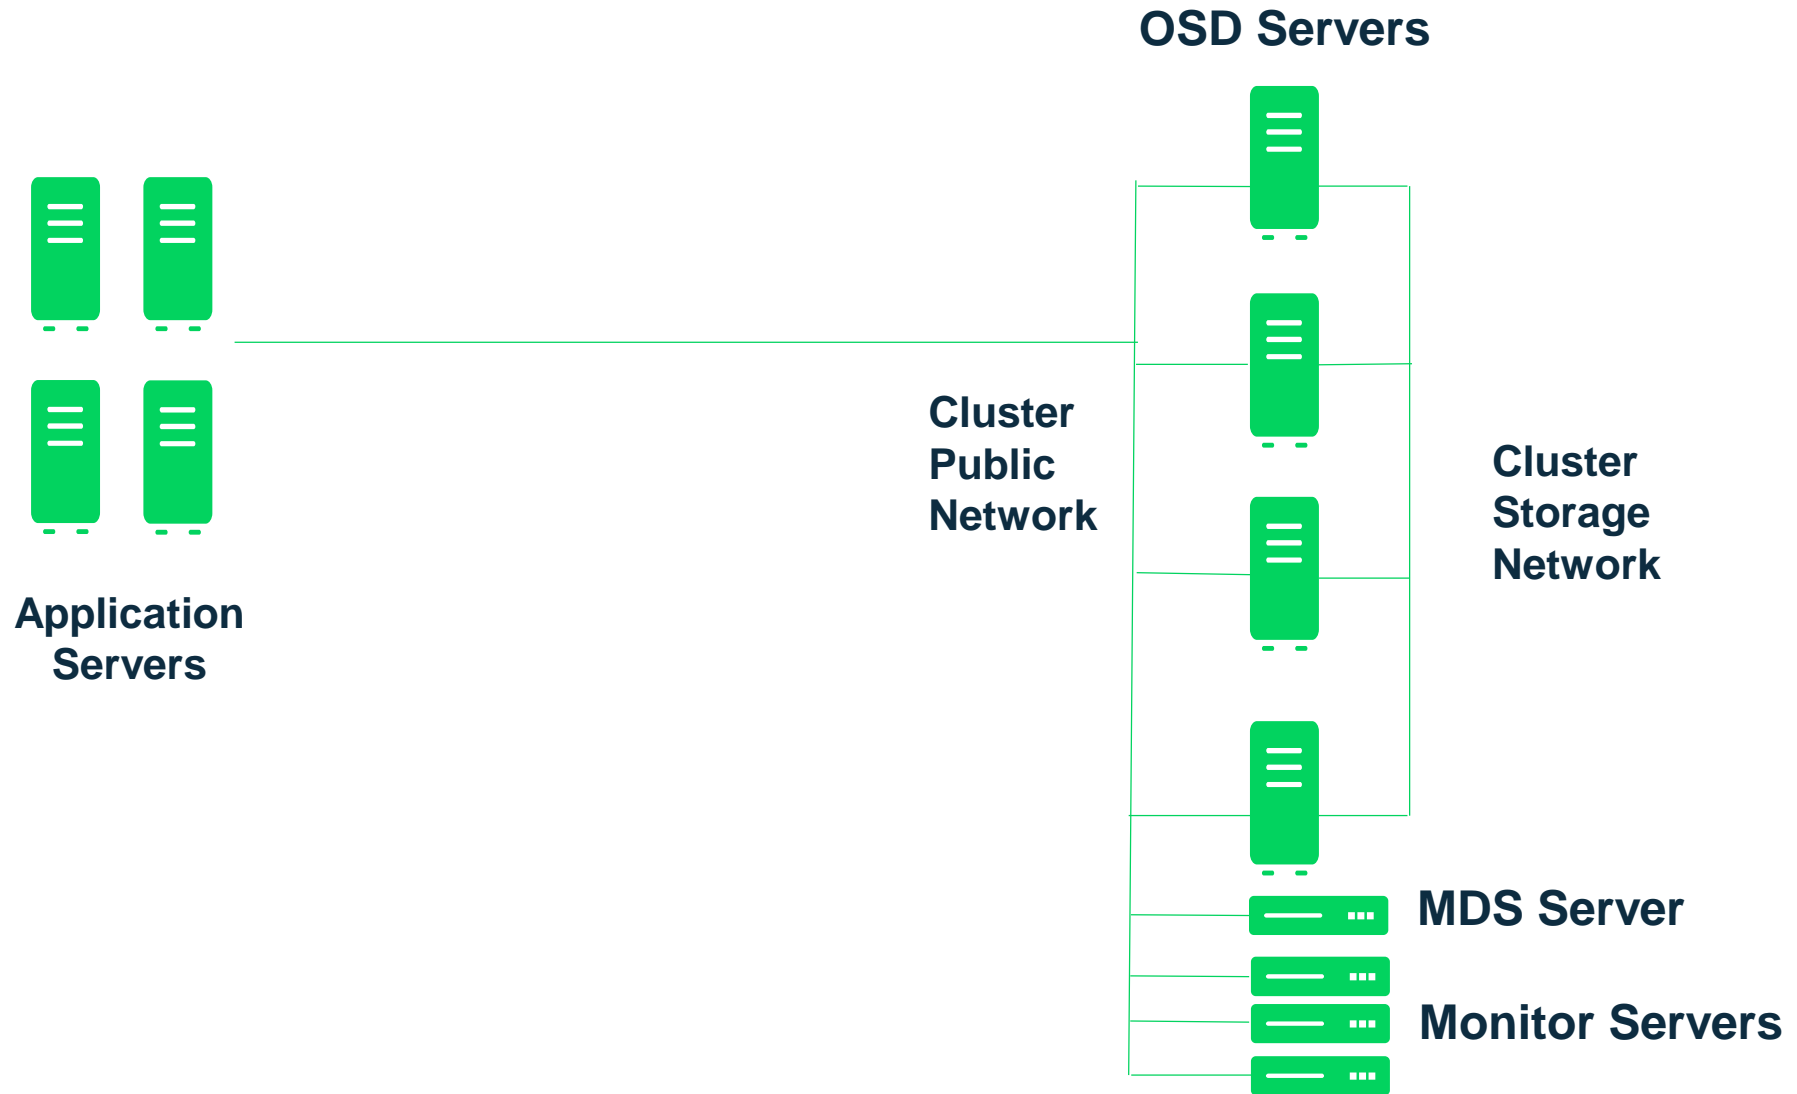 OSD Servers
Cluster
Public
Network
Cluster
Storage
Network
Application
Servers
MDS Server
Monitor Servers